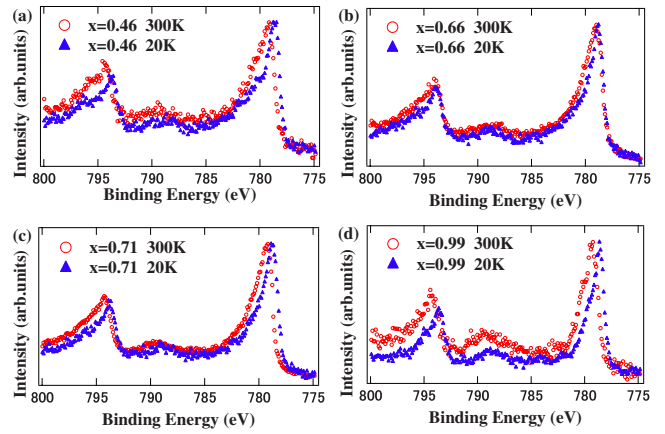 (a)
x=0.46 300K
x=0.46 20K
Intensity (arb.units)
800 795 790 785 780 775
Binding Energy (eV)
(b)
x=0.66 300K
x=0.66 20K
Intensity (arb.units)
800 795 790 785 780 775
Binding Energy (eV)
(c)
x=0.71 300K
x=0.71 20K
Intensity (arb.units)
800 795 790 785 780 775
Binding Energy (eV)
(d)
x=0.99 300K
x=0.99 20K
Intensity (arb.units)
800 795 790 785 780 775
Binding Energy (eV)